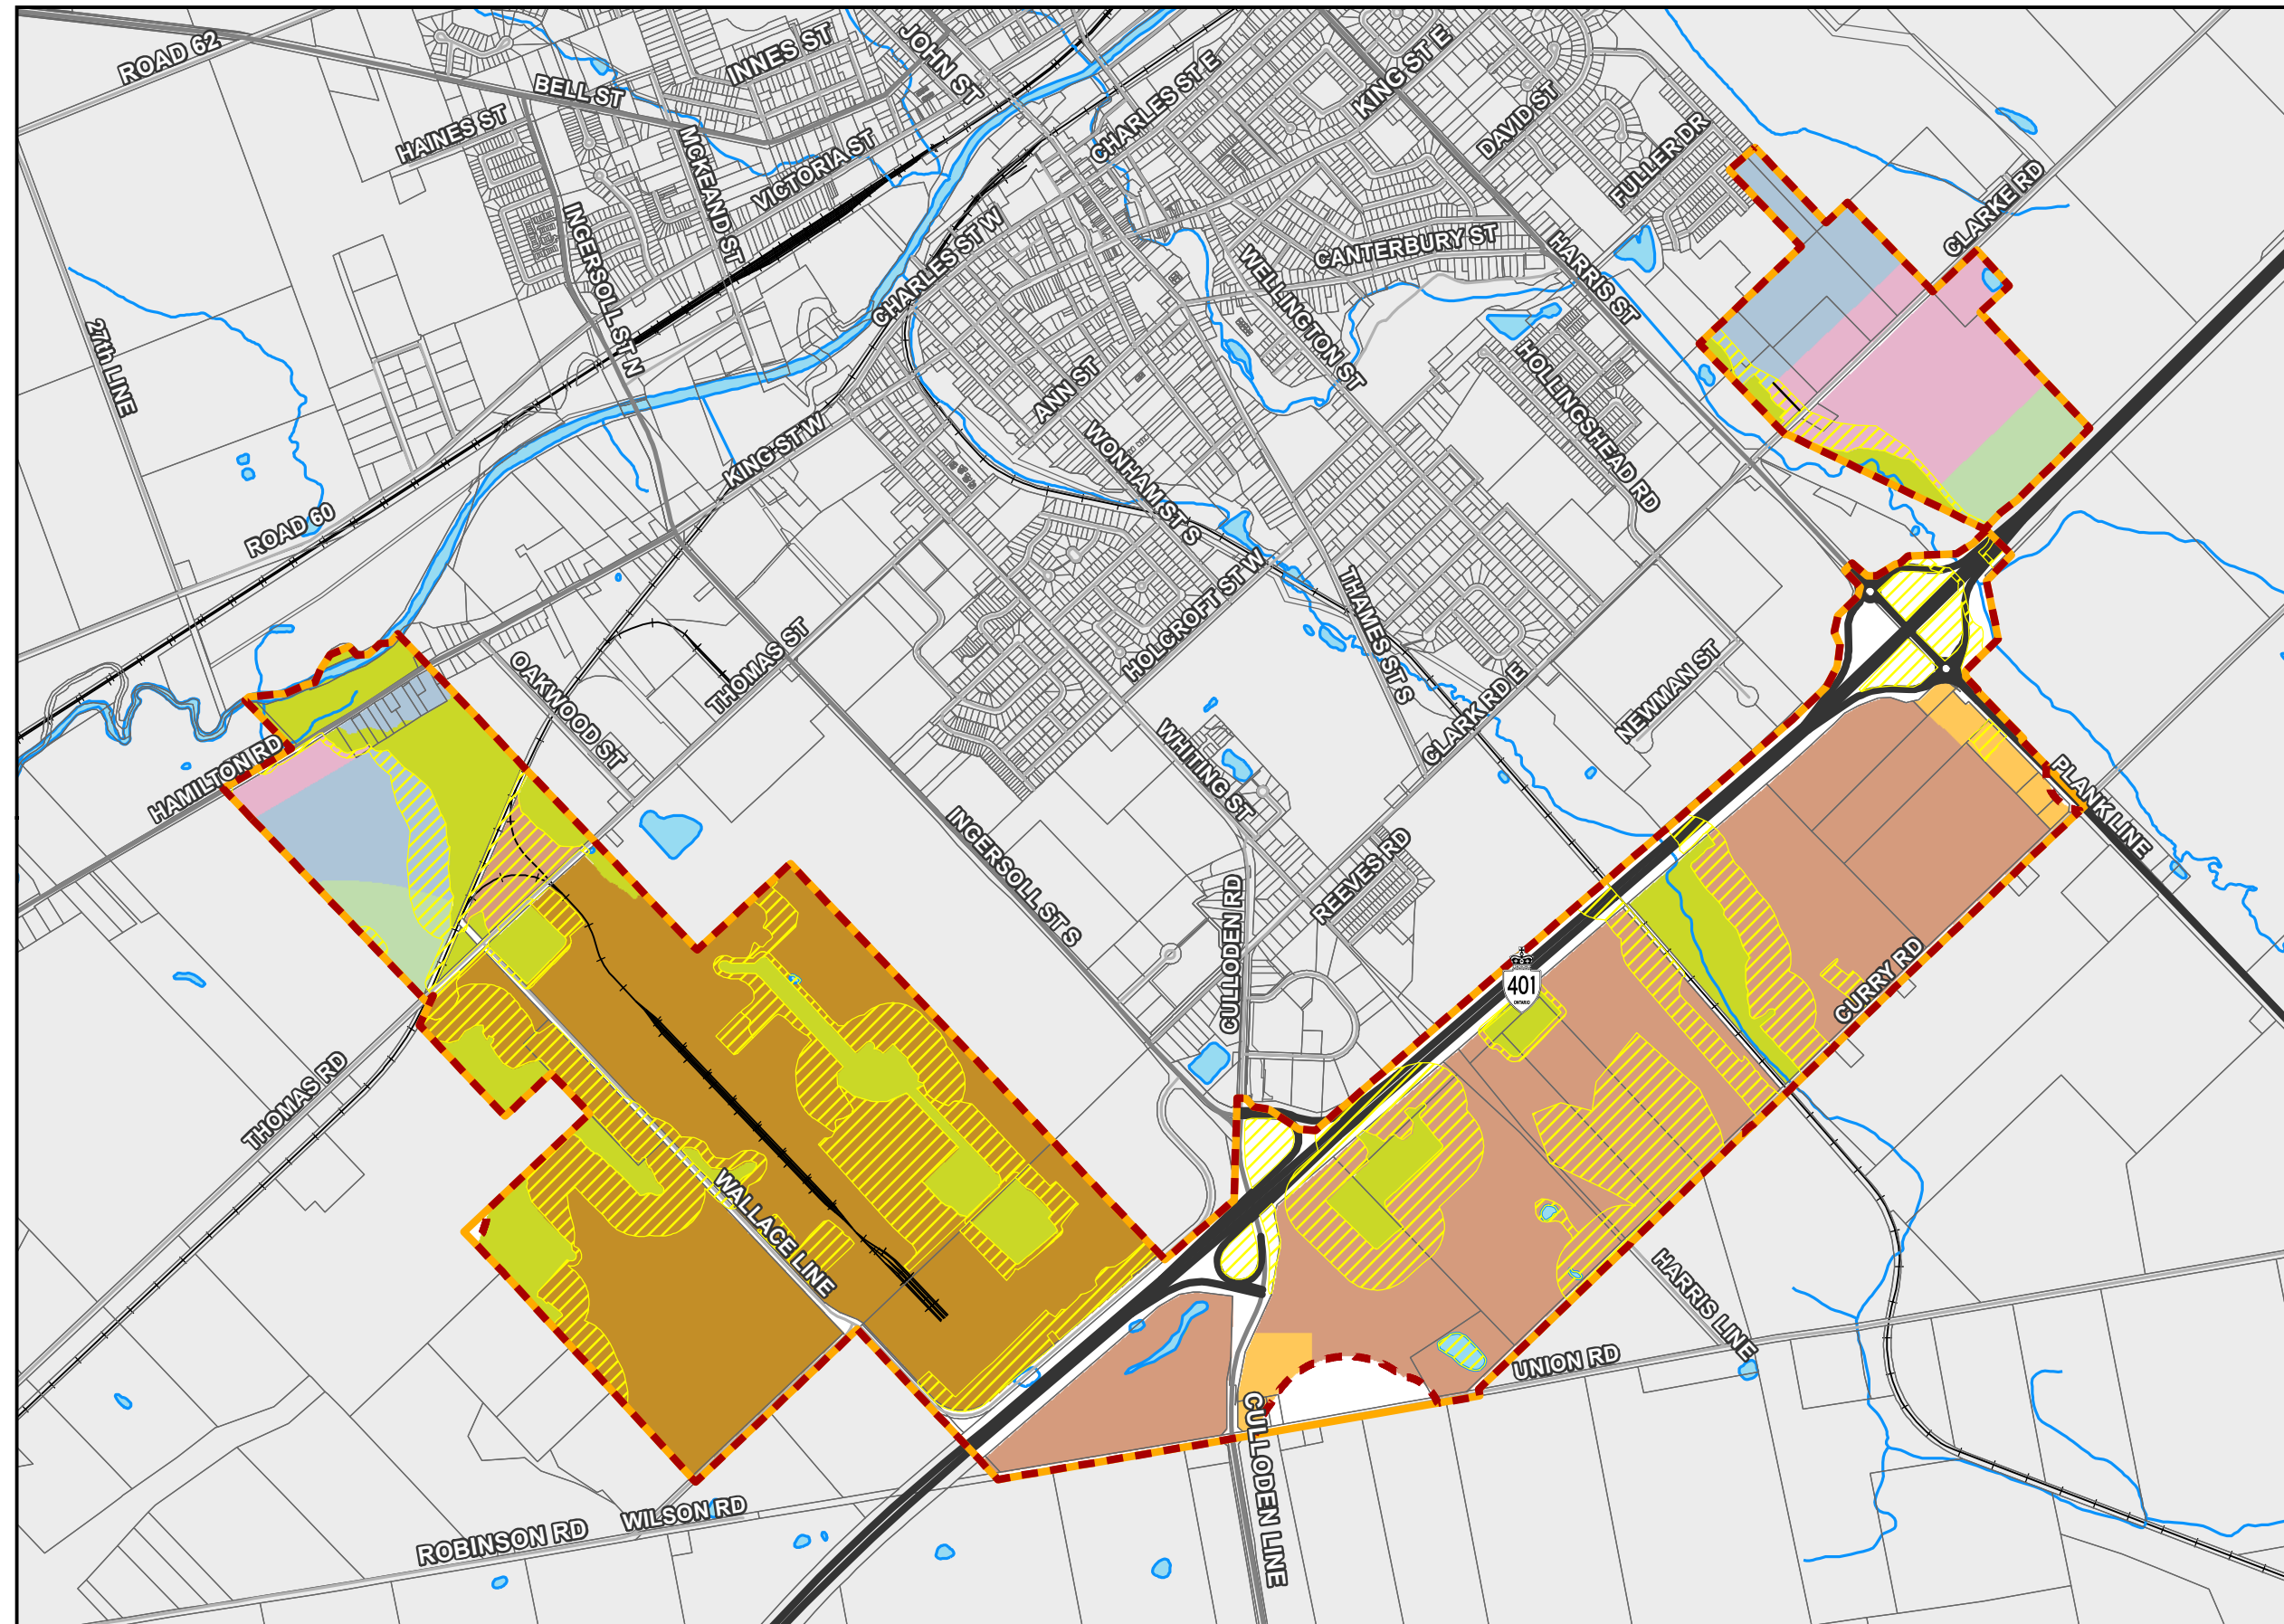 ROAD 62
BELL ST
INNES ST
JOHN ST
CHARLES ST E
KING ST E
DAVID ST
FULLER DR
HAINES ST
MCKEAND ST
VICTORIA ST
INGERSOLL ST N
CHARLES ST W
WELLINGTON ST
CANTERBURY ST
HARRIS ST
CLARKE RD
27th LINE
ANN ST
HOLLINGSHEAD RD
KING ST W
WONHAM ST S
ROAD 60
HOLCROFT ST W
THAMES ST S
OAKWOOD ST
THOMAS ST
NEWMAN ST
CLARK RD E
WHITING ST
HAMILTON RD
PLANK LINE
INGERSOLL ST S
REEVES RD
CULLODEN RD
401
ONTARIO
CURRY RD
THOMAS RD
WALLACE LINE
HARRIS LINE
UNION RD
CULLODEN LINE
WILSON RD
ROBINSON RD